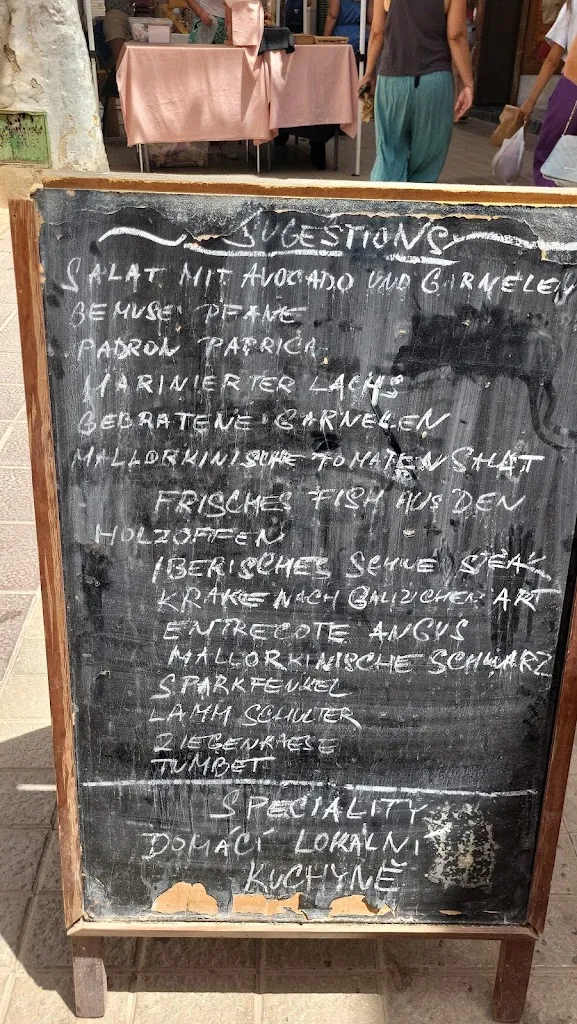 SUGESTIONS
SALAT MIT AVOCADO UND GARNELEN
GEMUSE PFANE
PADRON PAPRICA
MARINIERTER LACHS
GEBRATENE GARNELEN
MALLORKINISCHE TOMATEN SALAT
FRISCHES FISH AUS DEN
HOLZOFFEN
IBERISCHES SCHWE STEAK
KRAKE NACH GALIZICHER ART
ENTRECOTE ANGUS
MALLORKINISCHE SCHWARZ
SPARKFENKEL
LAMM SCHULTER
ZIEGENKAESE
TUMBET
SPECIALITY
DOMÁCÍ LOKÁLNI
KUCHYNĚ